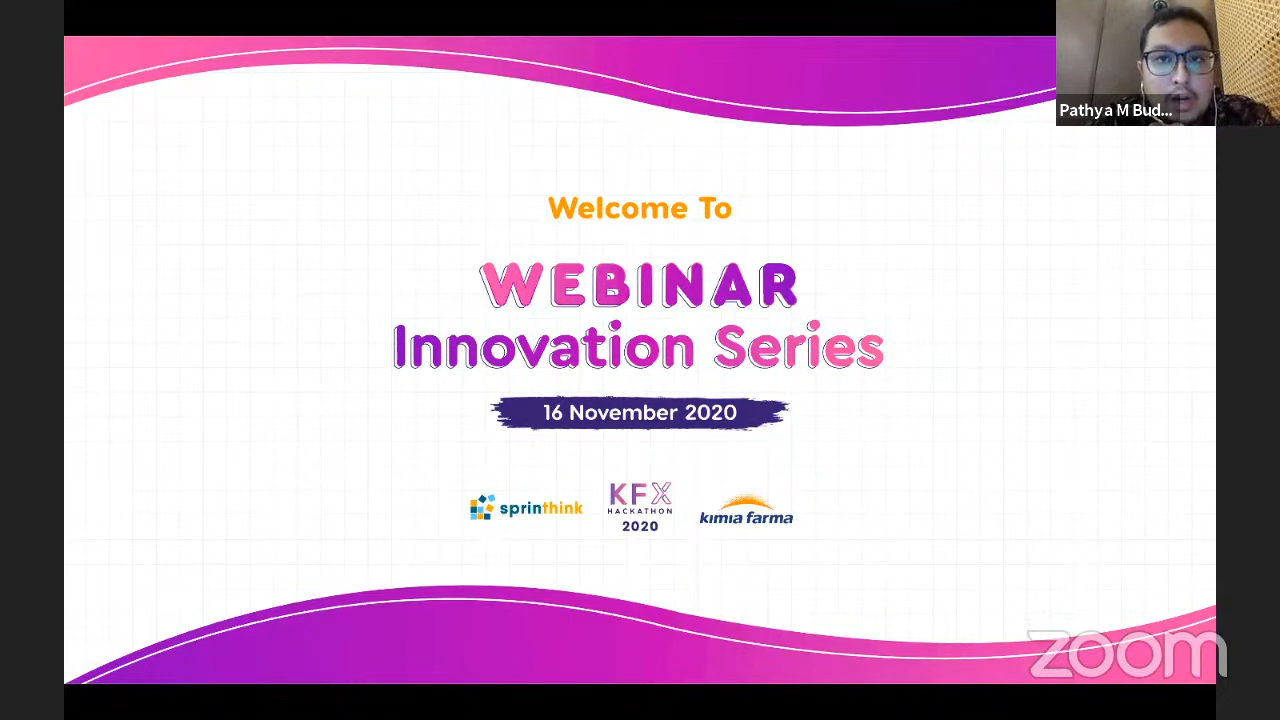 Pathya M Bud...
Welcome To
WEBINAR
Innovation Series
16 November 2020
sprinthink
KFX
HACKATHON
2020
kimia farma
zoom